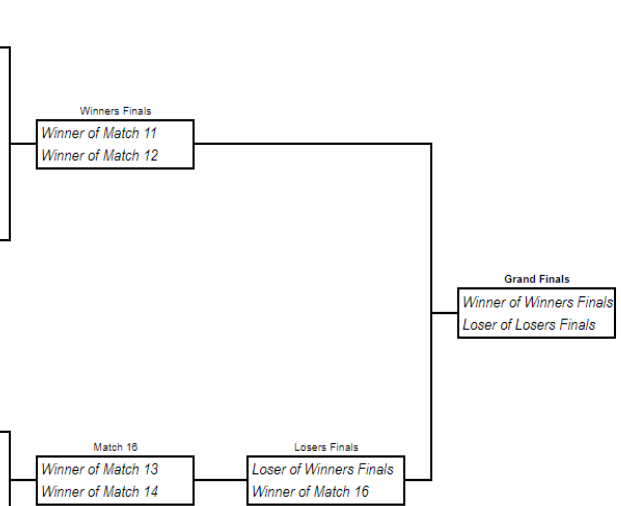 Winners Finals
Winner of Match 11
Winner of Match 12
Grand Finals
Winner of Winners Finals
Loser of Losers Finals
Match 16
Winner of Match 13
Winner of Match 14
Losers Finals
Loser of Winners Finals
Winner of Match 16